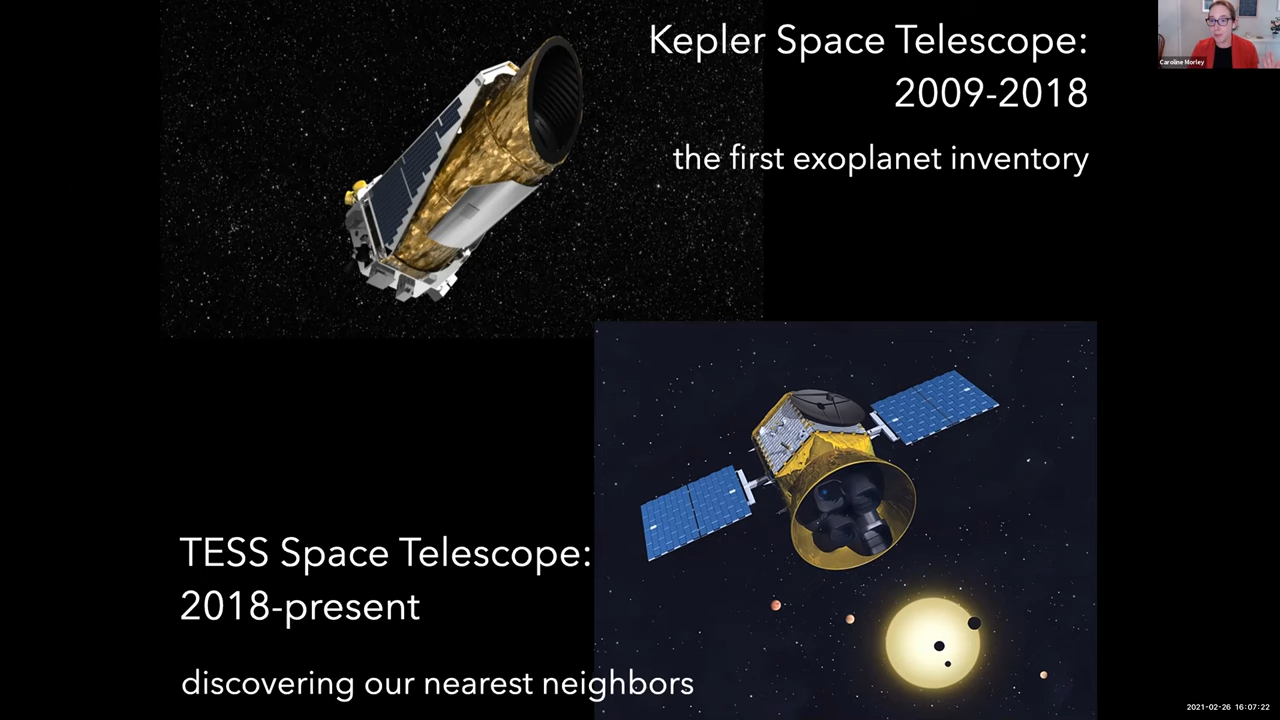 Kepler Space Telescope:
2009-2018
the first exoplanet inventory
Caroline Morley
TESS Space Telescope:
2018-present
discovering our nearest neighbors
2021-02-26 16:07:22